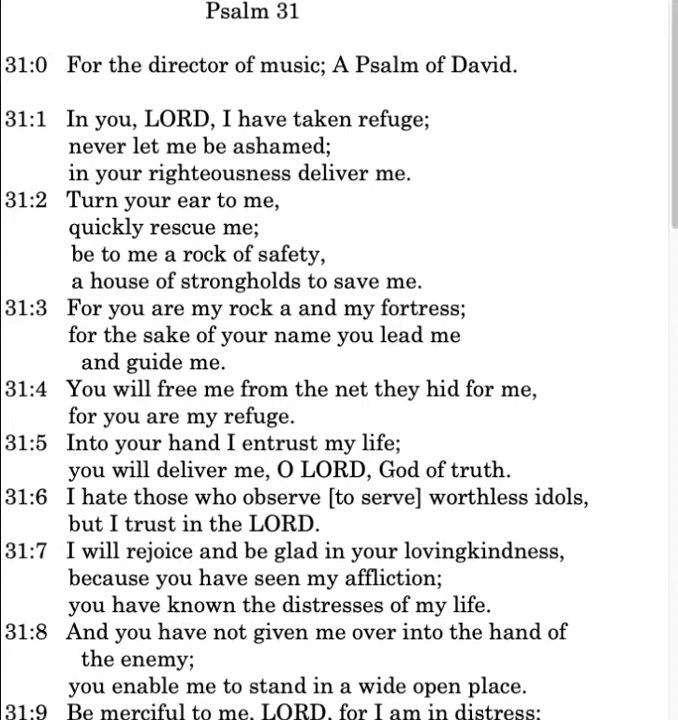 Psalm 31
31:0 For the director of music; A Psalm of David.
31:1 In you, LORD, I have taken refuge;
never let me be ashamed;
in your righteousness deliver me.
31:2 Turn your ear to me,
quickly rescue me;
be to me a rock of safety,
a house of strongholds to save me.
31:3 For you are my rock a and my fortress;
for the sake of your name you lead me
and guide me.
31:4 You will free me from the net they hid for me,
for you are my refuge.
31:5 Into your hand I entrust my life;
you will deliver me, O LORD, God of truth.
31:6 I hate those who observe [to serve] worthless idols,
but I trust in the LORD.
31:7 I will rejoice and be glad in your lovingkindness,
because you have seen my affliction;
you have known the distresses of my life.
31:8 And you have not given me over into the hand of
the enemy;
you enable me to stand in a wide open place.
31:9 Be merciful to me, LORD, for I am in distress;